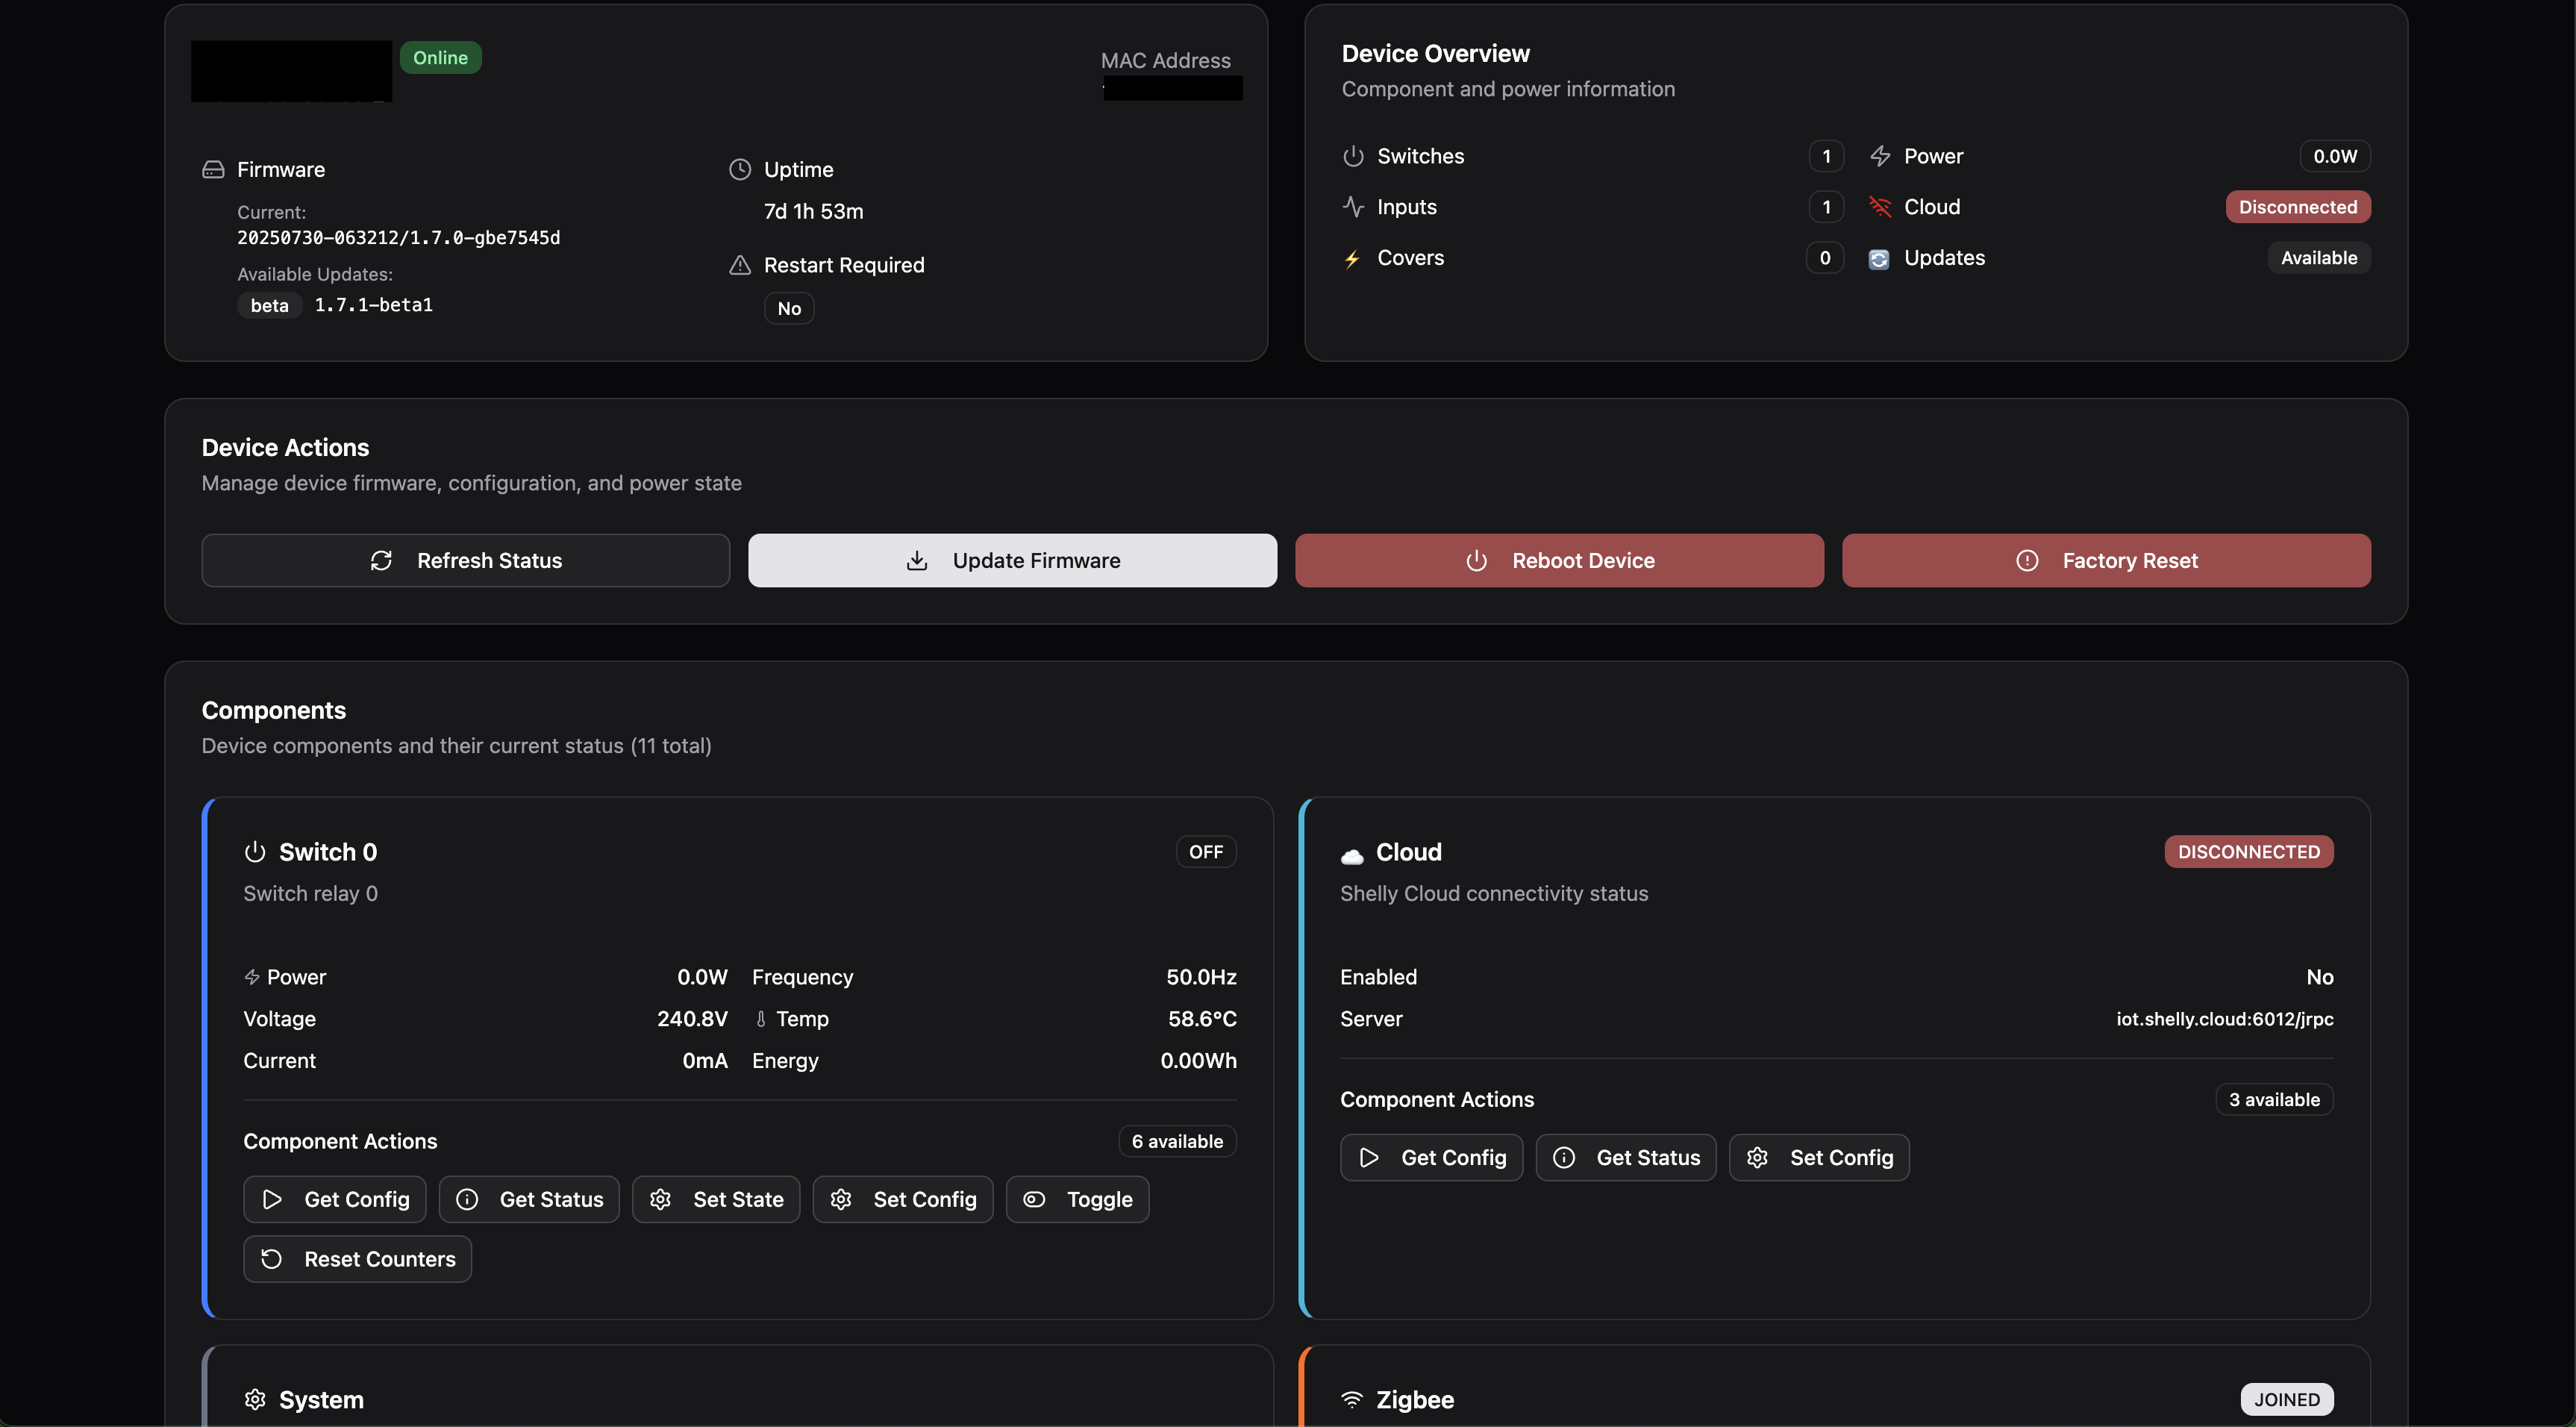 Online
MAC Address
Firmware
Current:
20250730-063212/1.7.0-gbe7545d
Available Updates:
beta 1.7.1-beta1
Uptime
7d 1h 53m
Restart Required
No
Device Overview
Component and power information
Switches 1
Power 0.0W
Inputs 1
Cloud Disconnected
Covers 0
Updates Available
Device Actions
Manage device firmware, configuration, and power state
Refresh Status
Update Firmware
Reboot Device
Factory Reset
Components
Device components and their current status (11 total)
Switch 0 OFF
Switch relay 0
Power 0.0W Frequency 50.0Hz
Voltage 240.8V Temp 58.6°C
Current 0mA Energy 0.00Wh
Component Actions 6 available
Get Config Get Status Set State Set Config Toggle
Reset Counters
Cloud DISCONNECTED
Shelly Cloud connectivity status
Enabled No
Server iot.shelly.cloud:6012/jrpc
Component Actions 3 available
Get Config Get Status Set Config
System
Zigbee JOINED